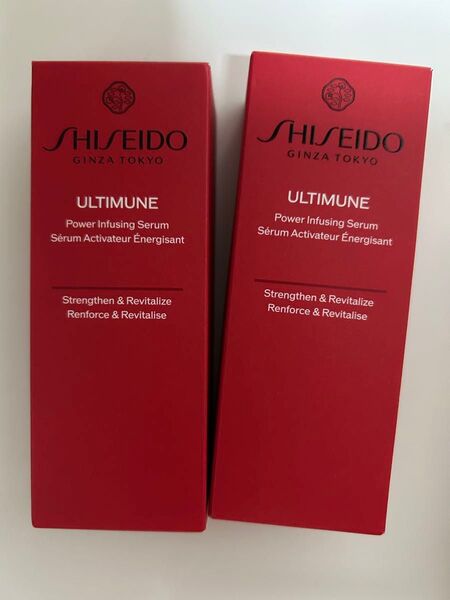 SHISEIDO
GINZA TOKYO
ULTIMUNE
Power Infusing Serum
Sérum Activateur Énergisant
Strengthen & Revitalize
Renforce & Revitalise
SHISEIDO
GINZA TOKYO
ULTIMUNE
Power Infusing Serum
Sérum Activateur Énergisant
Strengthen & Revitalize
Renforce & Revitalise